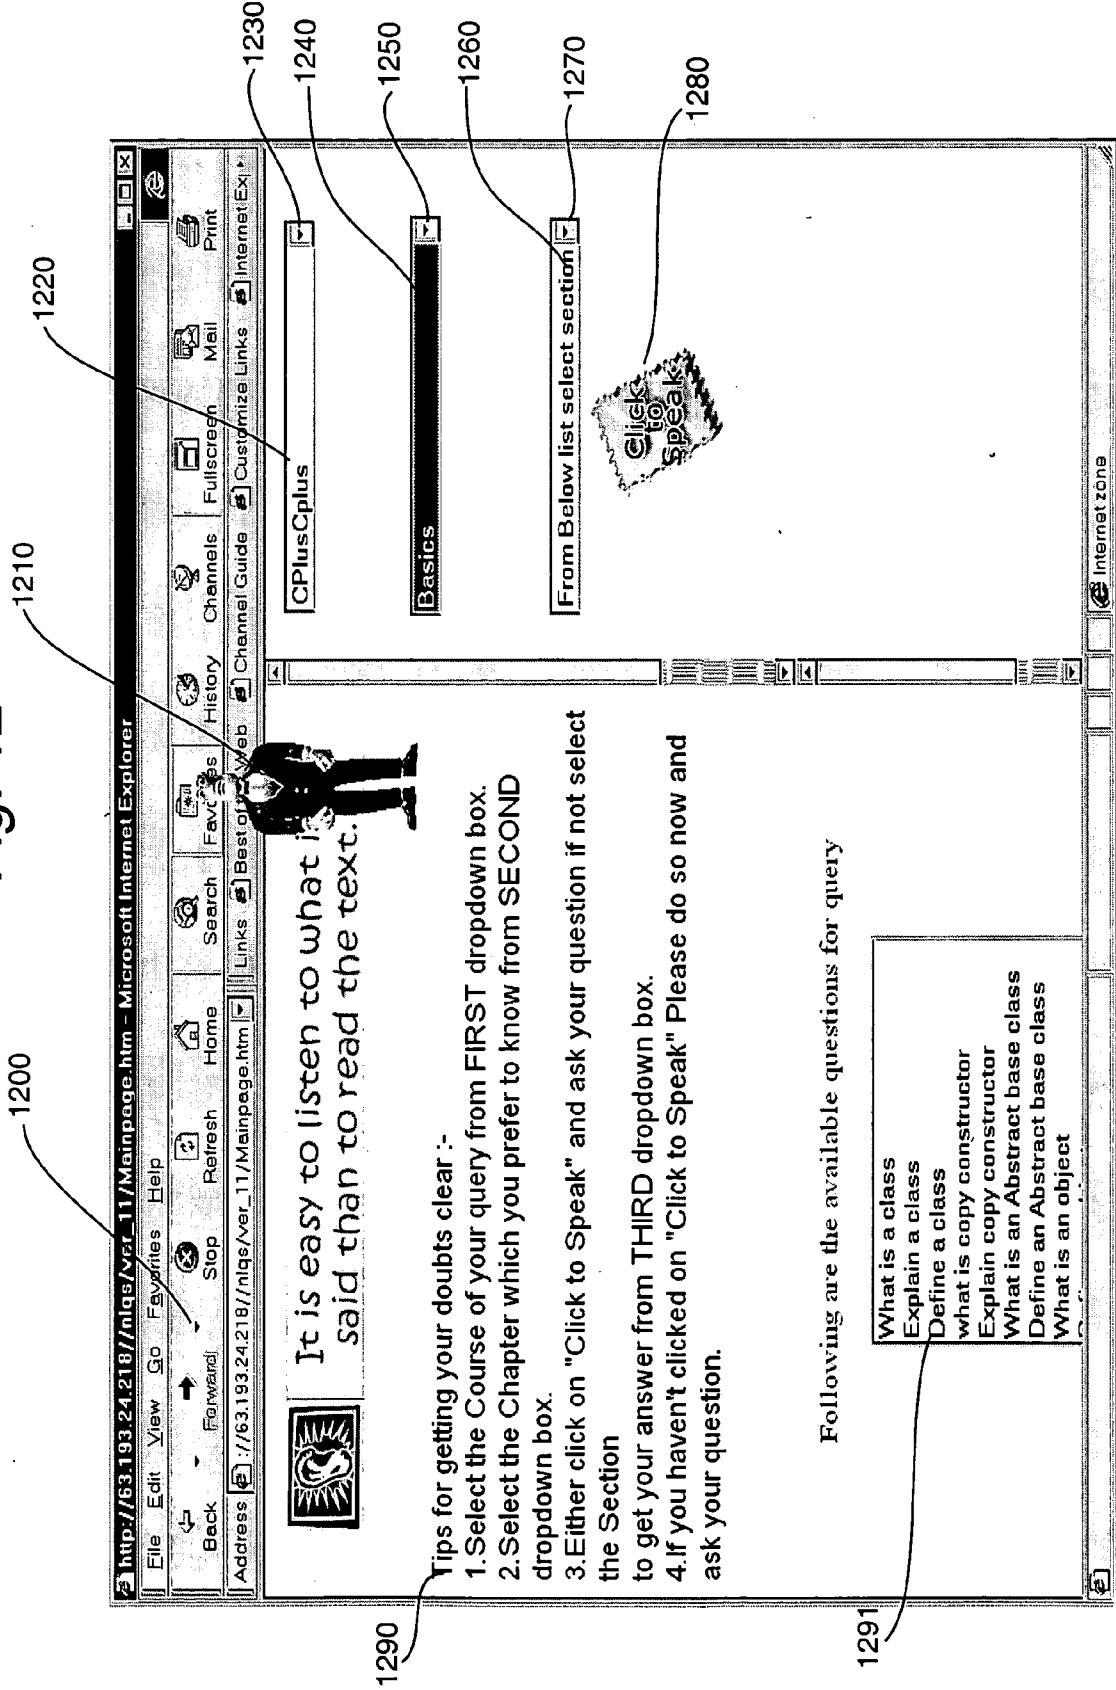 1200
1210
1220
1230
1240
1250
1260
1270
1280
1290
1291
http://63.193.24.218//nlqs/ver_11/Mainpage.htm - Microsoft Internet Explorer
File Edit View Go Favorites Help
Back Forward Stop Refresh Home Search Favorites History Channels Fullscreen Mail Print
Address ://63.193.24.218//nlqs/ver_11/Mainpage.htm Links Best of Web Channel Guide Customize Links Internet Exp
It is easy to listen to what
said than to read the text.
Tips for getting your doubts clear :-
1.Select the Course of your query from FIRST dropdown box.
2.Select the Chapter which you prefer to know from SECOND
dropdown box.
3.Either click on "Click to Speak" and ask your question if not select
the Section
to get your answer from THIRD dropdown box.
4.If you haven't clicked on "Click to Speak" Please do so now and
ask your question.
CPlusCplus
Basics
From Below list select section
Click
to
Speak
Following are the available questions for query
What is a class
Explain a class
Define a class
what is copy constructor
Explain copy constructor
What is an Abstract base class
Define an Abstract base class
What is an object
Internet zone